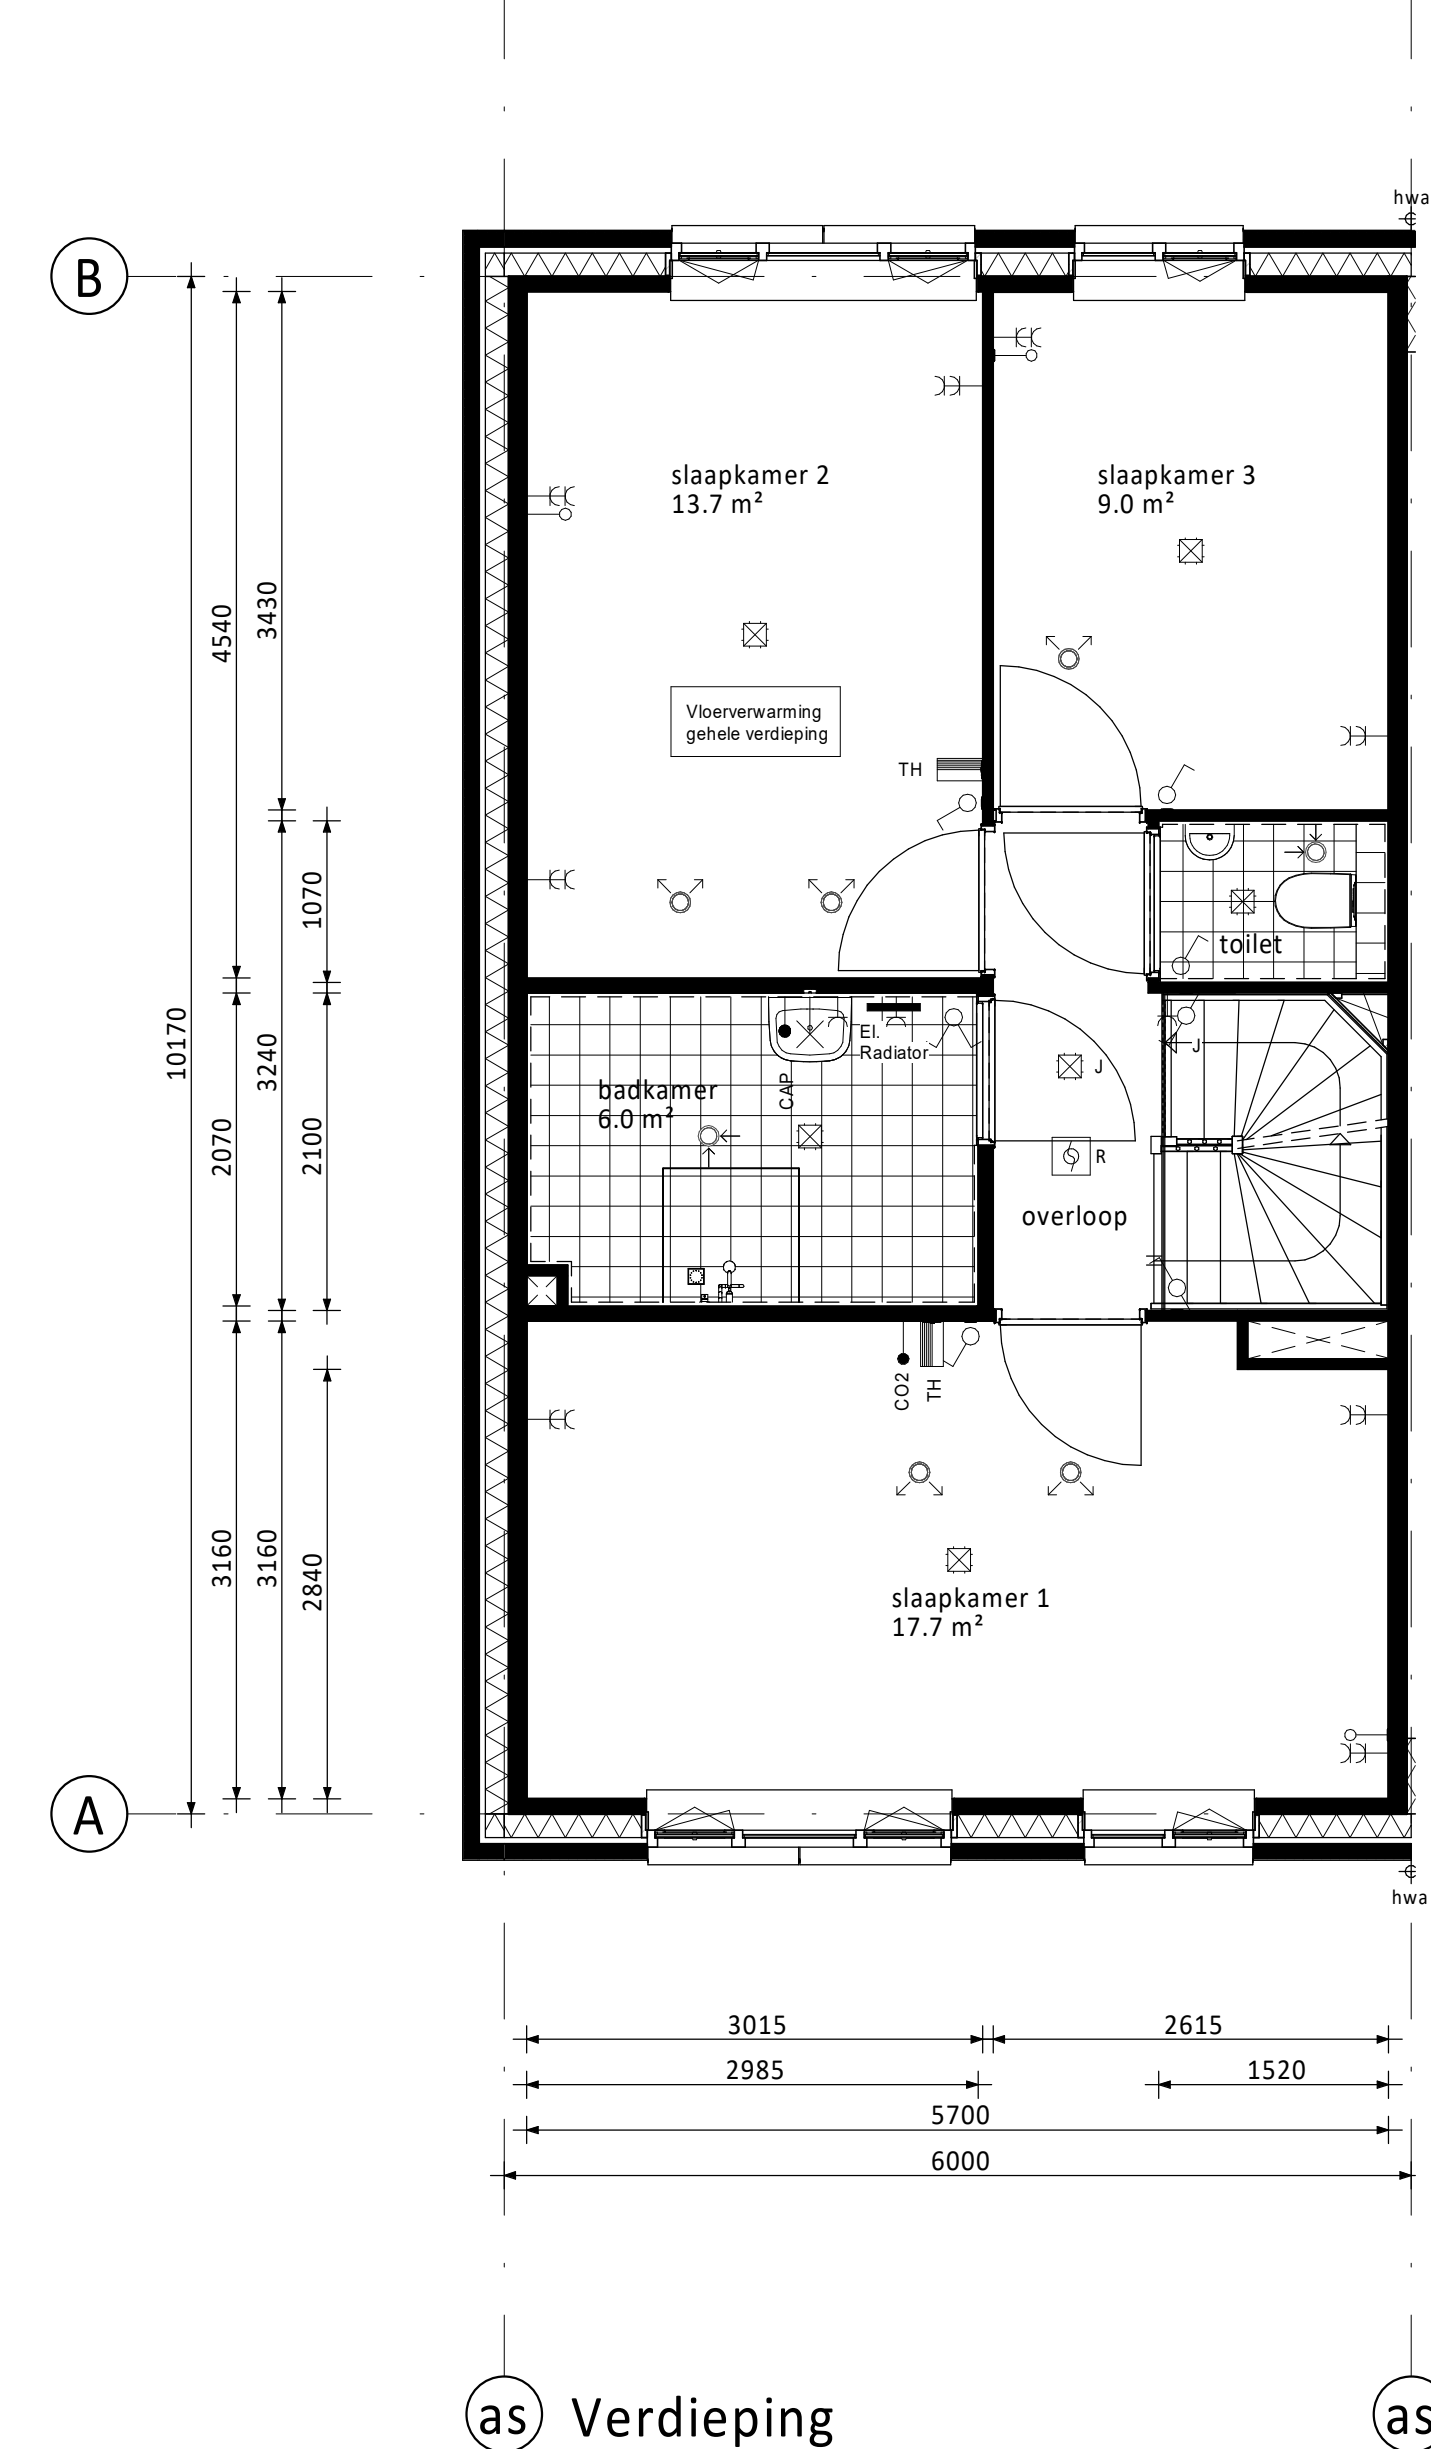 hwa
B
slaapkamer 2
13.7 m²
slaapkamer 3
9.0 m²
4540
3430
Vloerverwarming
gehele verdieping
TH
1070
toilet
10170
3240
2070
2100
El.
Radiator
CAP
badkamer
6.0 m²
J
J
R
overloop
CO2
TH
3160
3160
2840
slaapkamer 1
17.7 m²
A
hwa
3015
2615
2985
1520
5700
6000
as
Verdieping
as